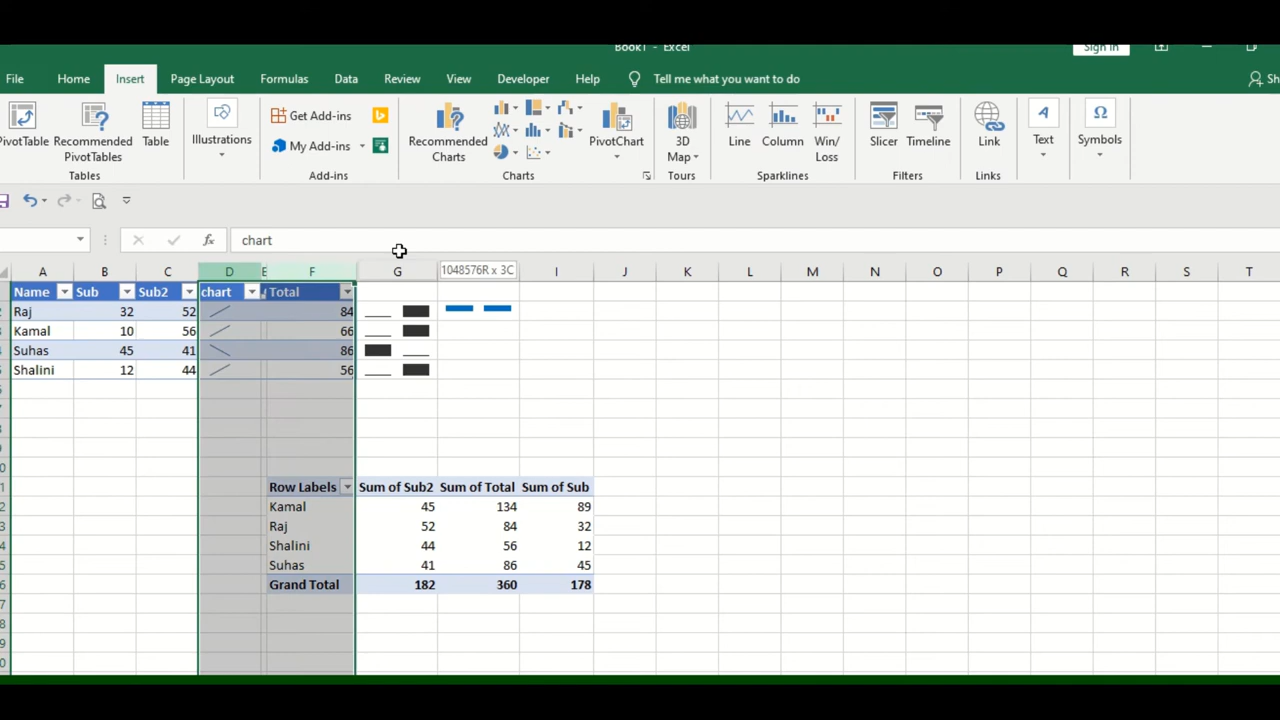 Book1 - Excel
Sign in
File Home Insert Page Layout Formulas Data Review View Developer Help Tell me what you want to do
PivotTable Recommended PivotTables Table
Tables
Illustrations
Get Add-ins
My Add-ins
Add-ins
Recommended Charts
PivotChart
Charts
3D Map
Tours
Line Column Win/Loss
Sparklines
Slicer Timeline
Filters
Link
Links
Text
Symbols
fx chart
A B C D E F G 1048576R x 3C I J K L M N O P Q R S T
Name Sub Sub2 chart Total
Raj 32 52 84
Kamal 10 56 66
Suhas 45 41 86
Shalini 12 44 56
Row Labels Sum of Sub2 Sum of Total Sum of Sub
Kamal 45 134 89
Raj 52 84 32
Shalini 44 56 12
Suhas 41 86 45
Grand Total 182 360 178